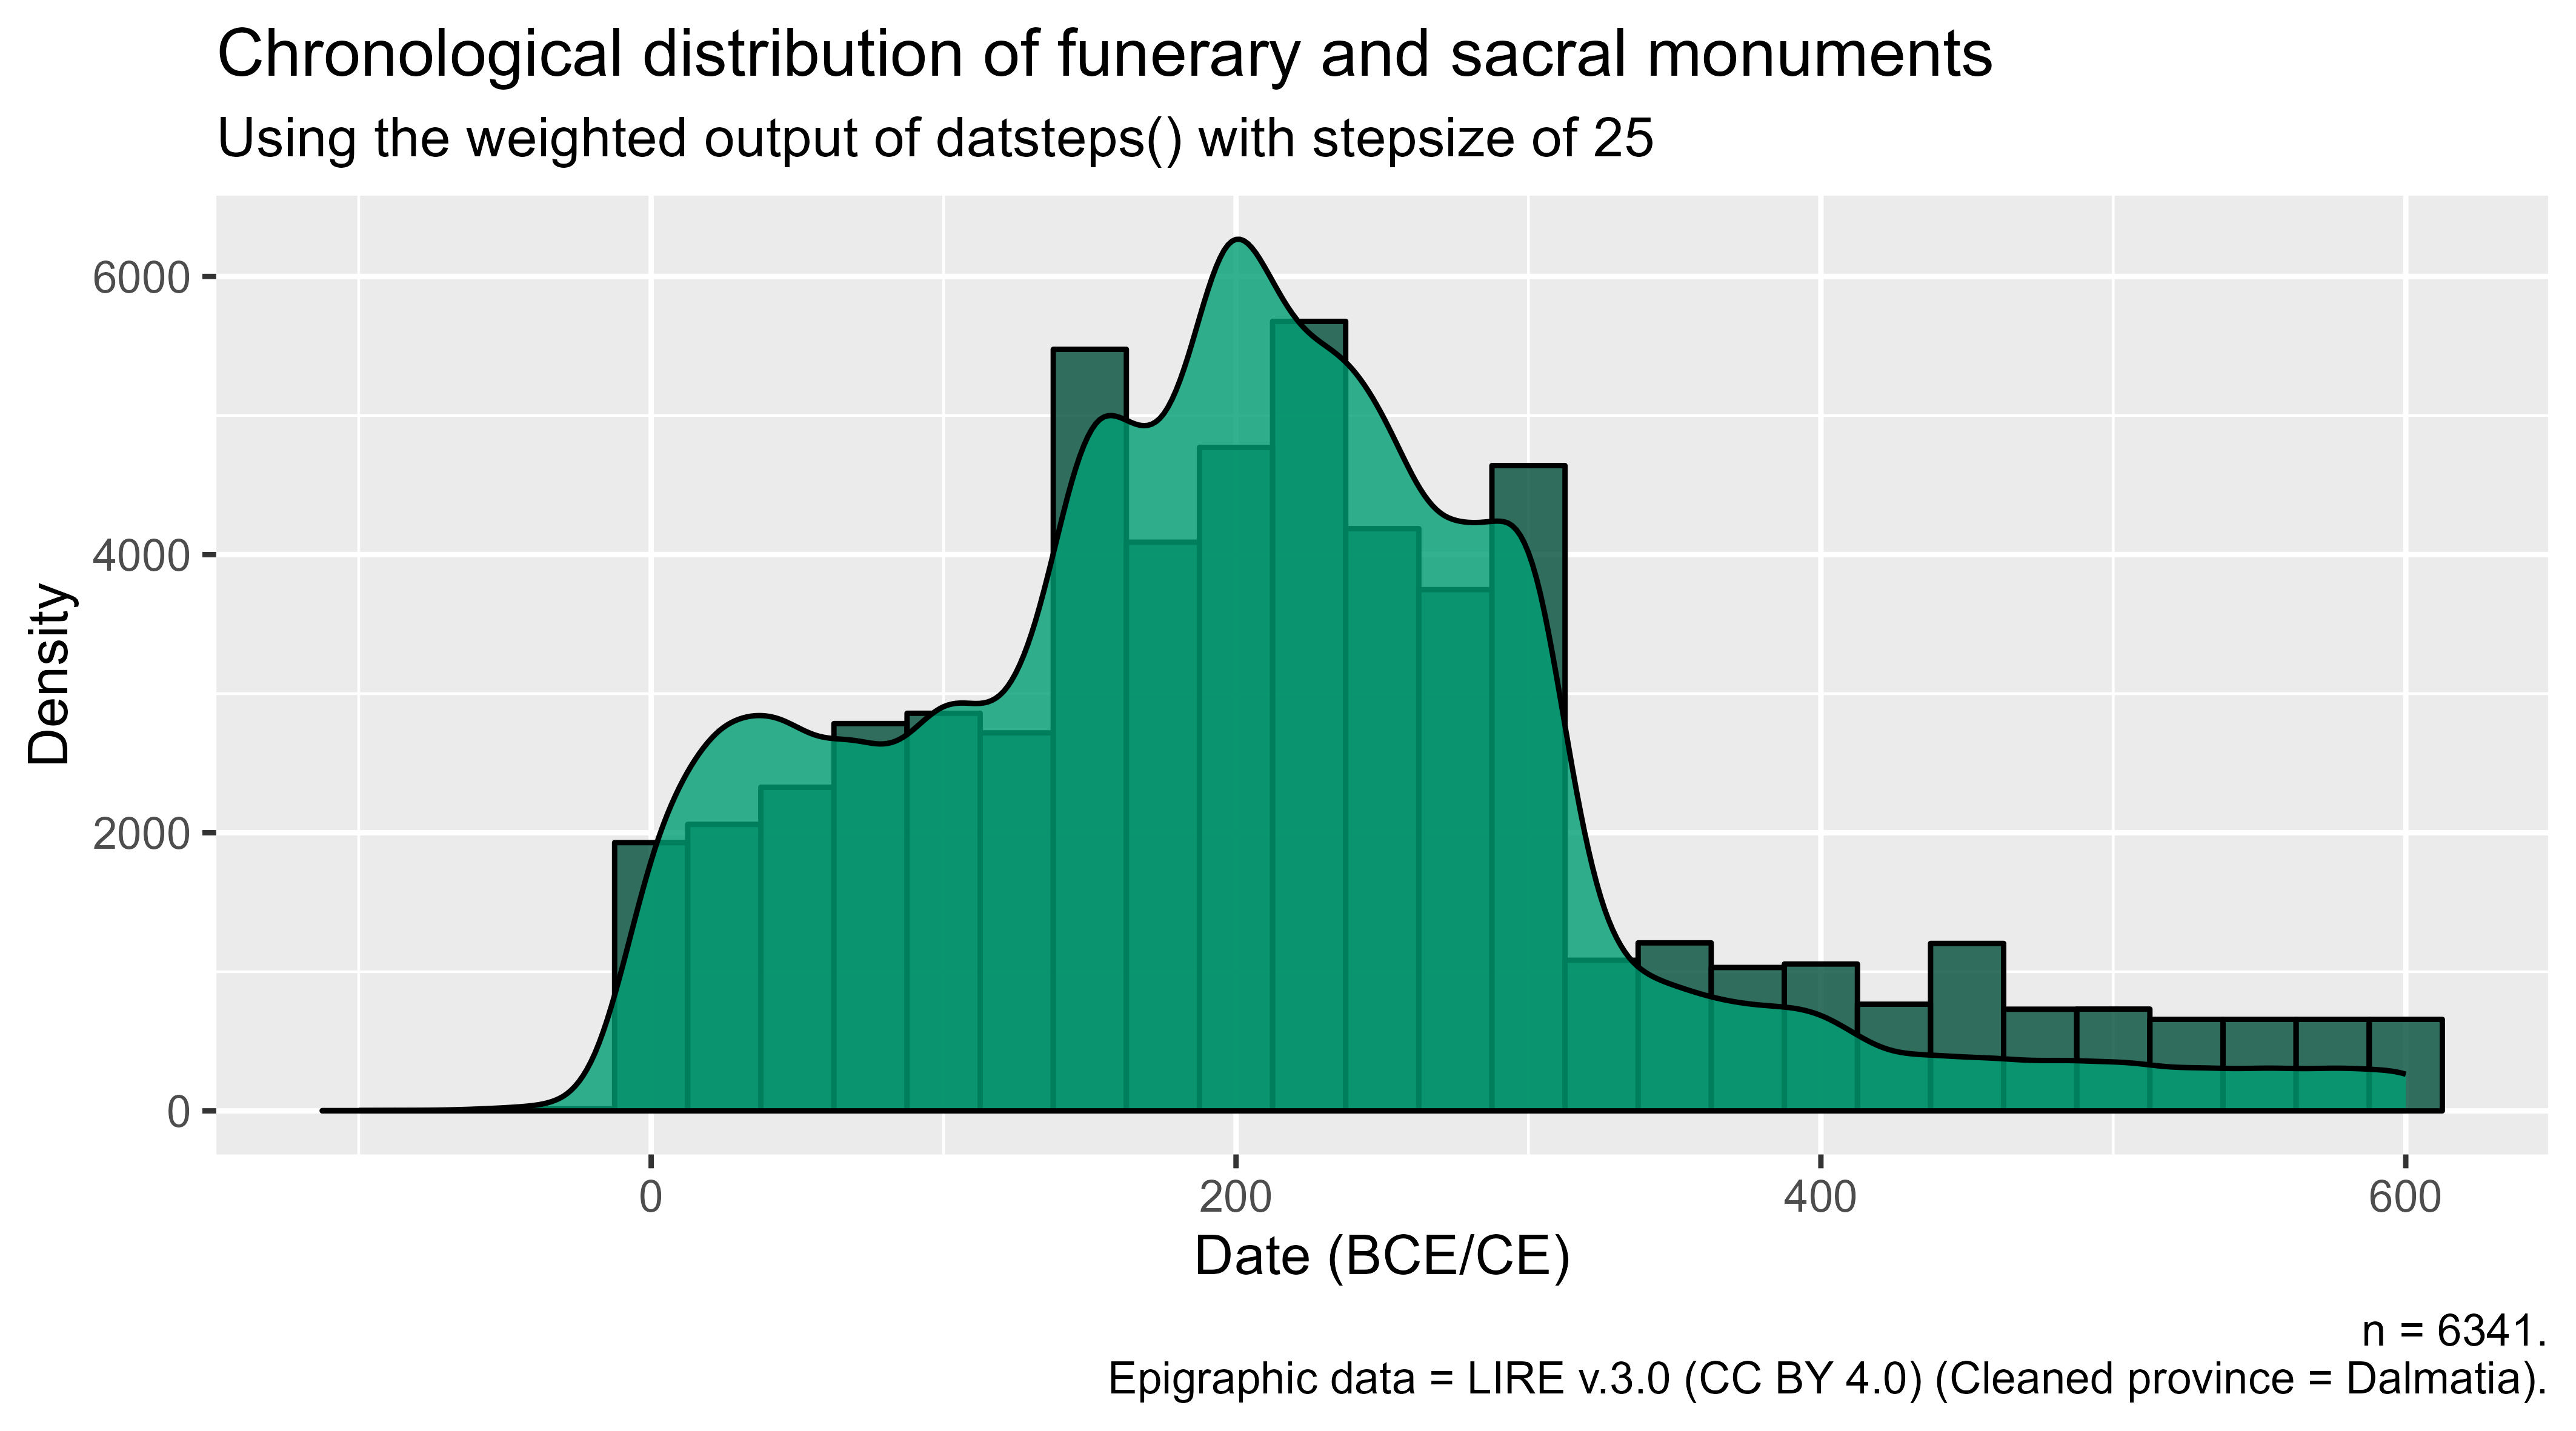 Chronological distribution of funerary and sacral monuments
Using the weighted output of datsteps() with stepsize of 25
Density
6000
4000
2000
0
0 200 400 600
Date (BCE/CE)
n = 6341.
Epigraphic data = LIRE v.3.0 (CC BY 4.0) (Cleaned province = Dalmatia).